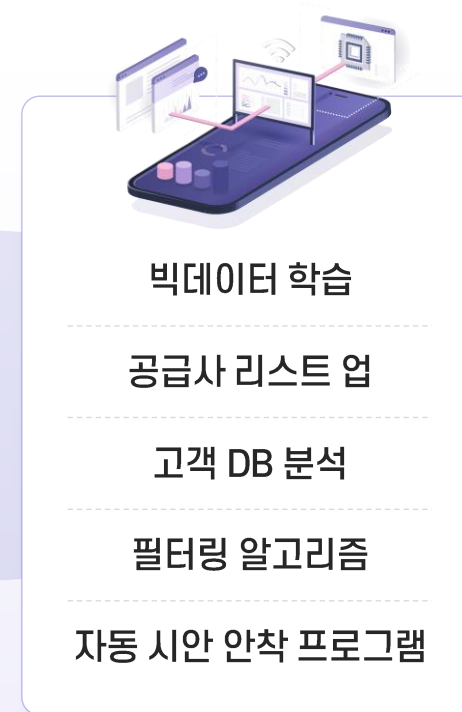 빅데이터 학습
공급사 리스트 업
고객 DB 분석
필터링 알고리즘
자동 시안 안착 프로그램